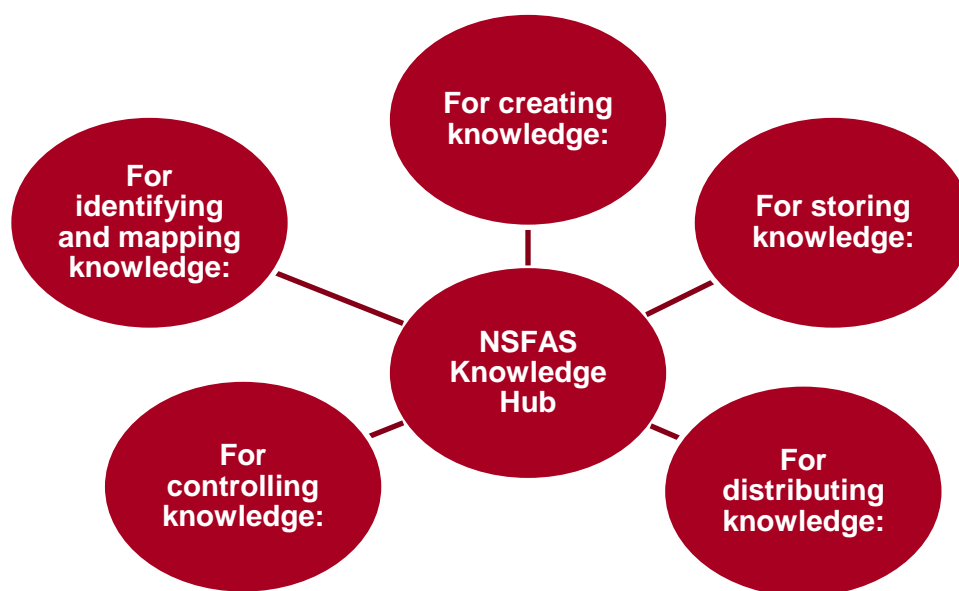 For creating
knowledge:
For
identifying
and mapping
knowledge:
For storing
knowledge:
NSFAS
Knowledge
Hub
For
controlling
knowledge:
For
distributing
knowledge: